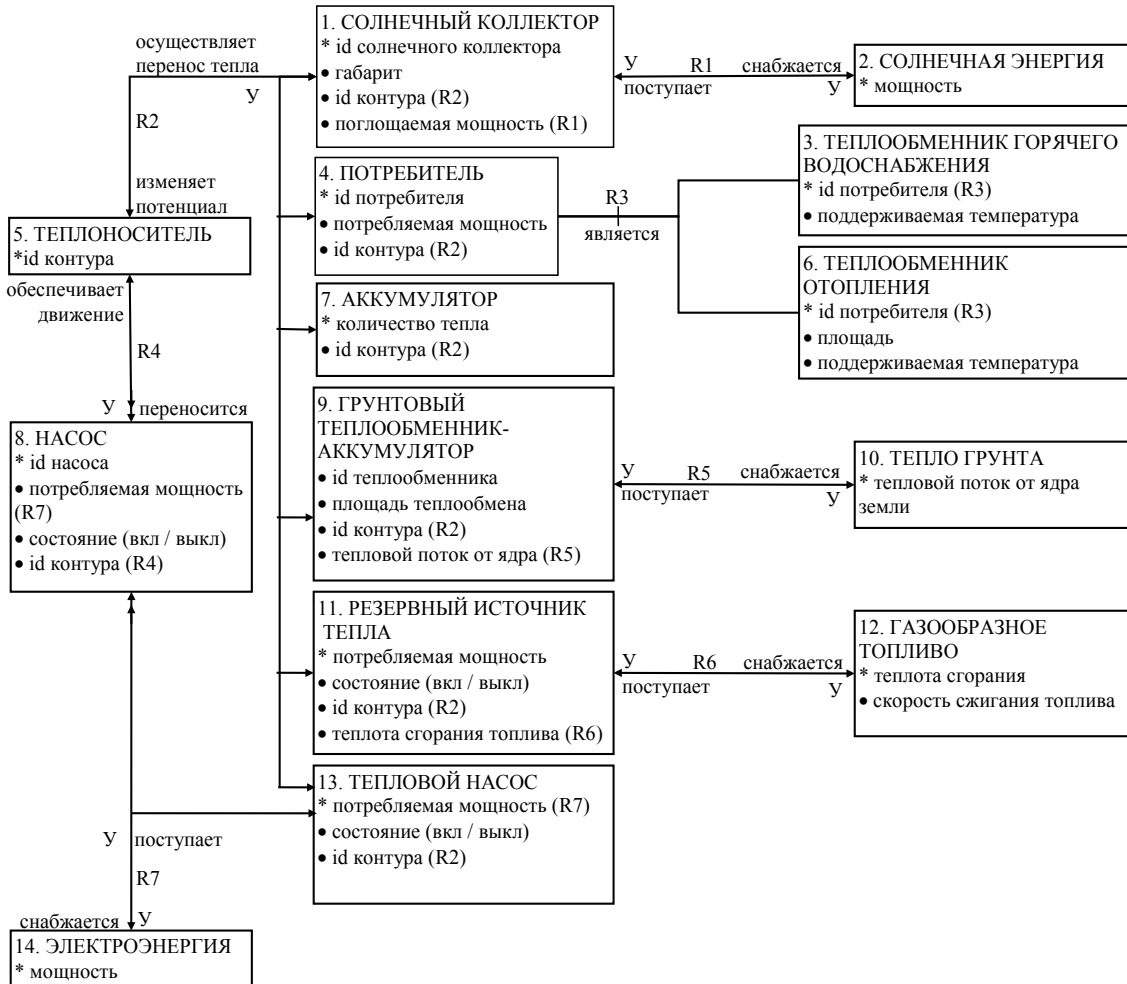 1. СОЛНЕЧНЫЙ КОЛЛЕКТОР
* id солнечного коллектора
• габарит
• id контура (R2)
• поглощаемая мощность (R1)
осуществляет
перенос тепла
У
R2
изменяет
потенциал
У R1 снабжается
поступает У
2. СОЛНЕЧНАЯ ЭНЕРГИЯ
* мощность
3. ТЕПЛООБМЕННИК ГОРЯЧЕГО
ВОДОСНАБЖЕНИЯ
* id потребителя (R3)
• поддерживаемая температура
4. ПОТРЕБИТЕЛЬ
* id потребителя
• потребляемая мощность
• id контура (R2)
R3
является
5. ТЕПЛОНОСИТЕЛЬ
*id контура
6. ТЕПЛООБМЕННИК
ОТОПЛЕНИЯ
* id потребителя (R3)
• площадь
• поддерживаемая температура
обеспечивает
движение
R4
У переносится
7. АККУМУЛЯТОР
* количество тепла
• id контура (R2)
8. НАСОС
* id насоса
• потребляемая мощность
(R7)
• состояние (вкл / выкл)
• id контура (R4)
9. ГРУНТОВЫЙ
ТЕПЛООБМЕННИК-
АККУМУЛЯТОР
• id теплообменника
• площадь теплообмена
• id контура (R2)
• тепловой поток от ядра (R5)
У R5 снабжается
поступает У
10. ТЕПЛО ГРУНТА
* тепловой поток от ядра
земли
11. РЕЗЕРВНЫЙ ИСТОЧНИК
ТЕПЛА
* потребляемая мощность
• состояние (вкл / выкл)
• id контура (R2)
• теплота сгорания топлива (R6)
У R6 снабжается
поступает У
12. ГАЗООБРАЗНОЕ
ТОПЛИВО
* теплота сгорания
• скорость сжигания топлива
13. ТЕПЛОВОЙ НАСОС
* потребляемая мощность (R7)
• состояние (вкл / выкл)
• id контура (R2)
У поступает
R7
снабжается У
14. ЭЛЕКТРОЭНЕРГИЯ
* мощность